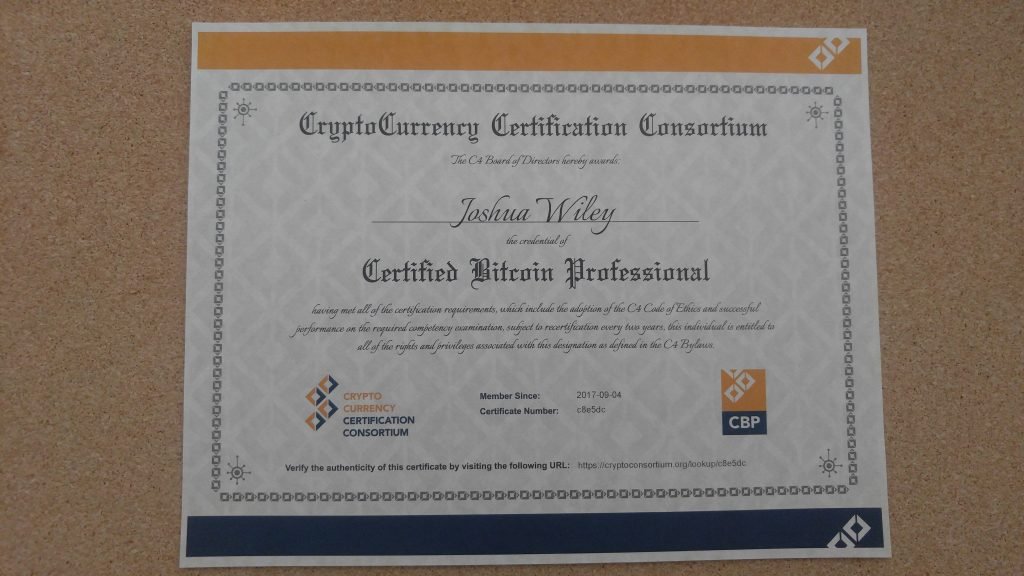 CryptoCurrency Certification Consortium
The C4 Board of Directors hereby awards,
Joshua Wiley
the credential of
Certified Bitcoin Professional
having met all of the certification requirements, which include the adoption of the C4 Code of Ethics and successful
performance on the required competency examination, subject to recertification every two years, this individual is entitled to
all of the rights and privileges associated with this designation as defined in the C4 Bylaws.
CRYPTO
CURRENCY
CERTIFICATION
CONSORTIUM
Member Since: 2017-09-04
Certificate Number: c8e5dc
CBP
Verify the authenticity of this certificate by visiting the following URL: https://cryptoconsortium.org/lookup/c8e5dc